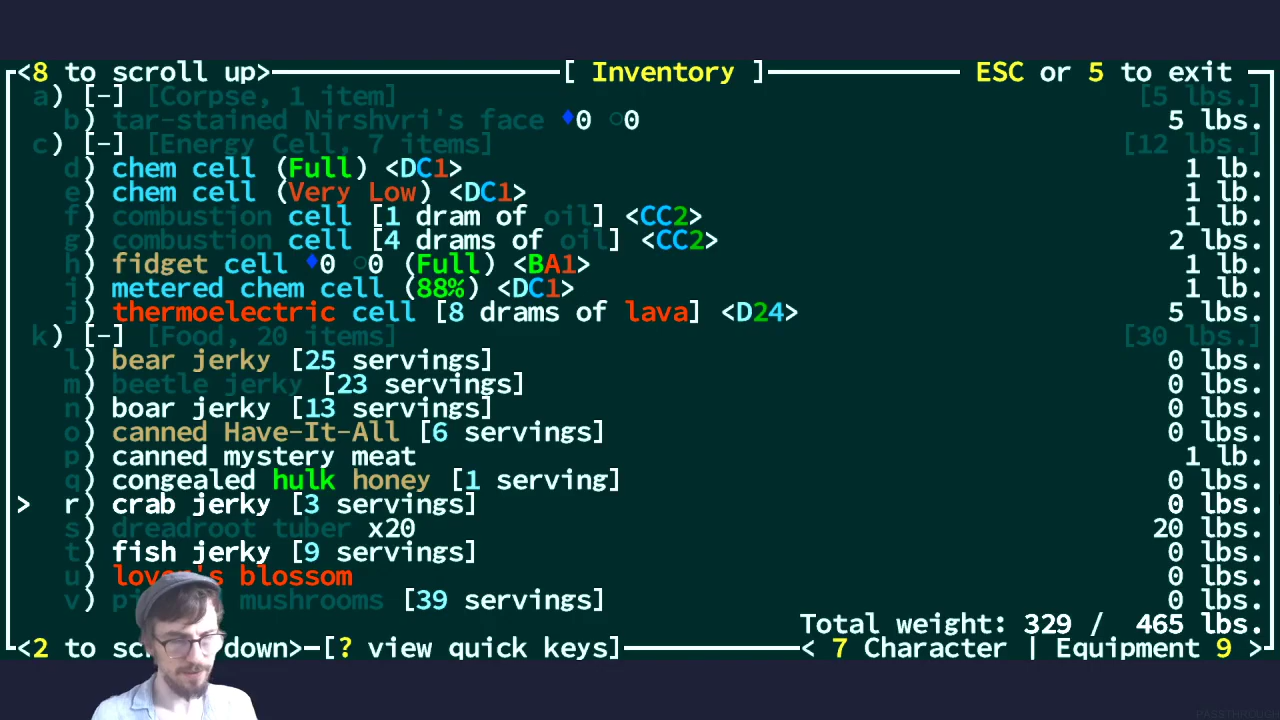 <8 to scroll up> [ Inventory ] ESC or 5 to exit
a) [-] [Corpse, 1 item] [5 lbs.]
b) tar-stained Nirshvri's face ♦0 ○0 5 lbs.
c) [-] [Energy Cell, 7 items] [12 lbs.]
d) chem cell (Full) <DC1> 1 lb.
e) chem cell (Very Low) <DC1> 1 lb.
f) combustion cell [1 dram of oil] <CC2> 1 lb.
g) combustion cell [4 drams of oil] <CC2> 2 lbs.
h) fidget cell ♦0 ○0 (Full) <BA1> 1 lb.
i) metered chem cell (88%) <DC1> 1 lb.
j) thermoelectric cell [8 drams of lava] <D24> 5 lbs.
k) [-] [Food, 20 items] [30 lbs.]
l) bear jerky [25 servings] 0 lbs.
m) beetle jerky [23 servings] 0 lbs.
n) boar jerky [13 servings] 0 lbs.
o) canned Have-It-All [6 servings] 0 lbs.
p) canned mystery meat 1 lb.
q) congealed hulk honey [1 serving] 0 lbs.
> r) crab jerky [3 servings] 0 lbs.
s) dreadroot tuber x20 20 lbs.
t) fish jerky [9 servings] 0 lbs.
u) lover's blossom 0 lbs.
v) mushrooms [39 servings] 0 lbs.
Total weight: 329 / 465 lbs.
<2 to down> [? view quick keys] < 7 Character | Equipment 9 >